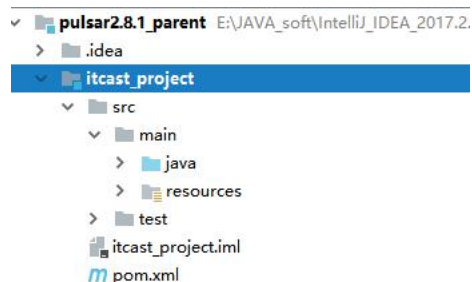 pulsar2.8.1_parent E:\JAVA_soft\IntelliJ_IDEA_2017.2.
.idea
itcast_project
src
main
java
resources
test
itcast_project.iml
m pom.xml